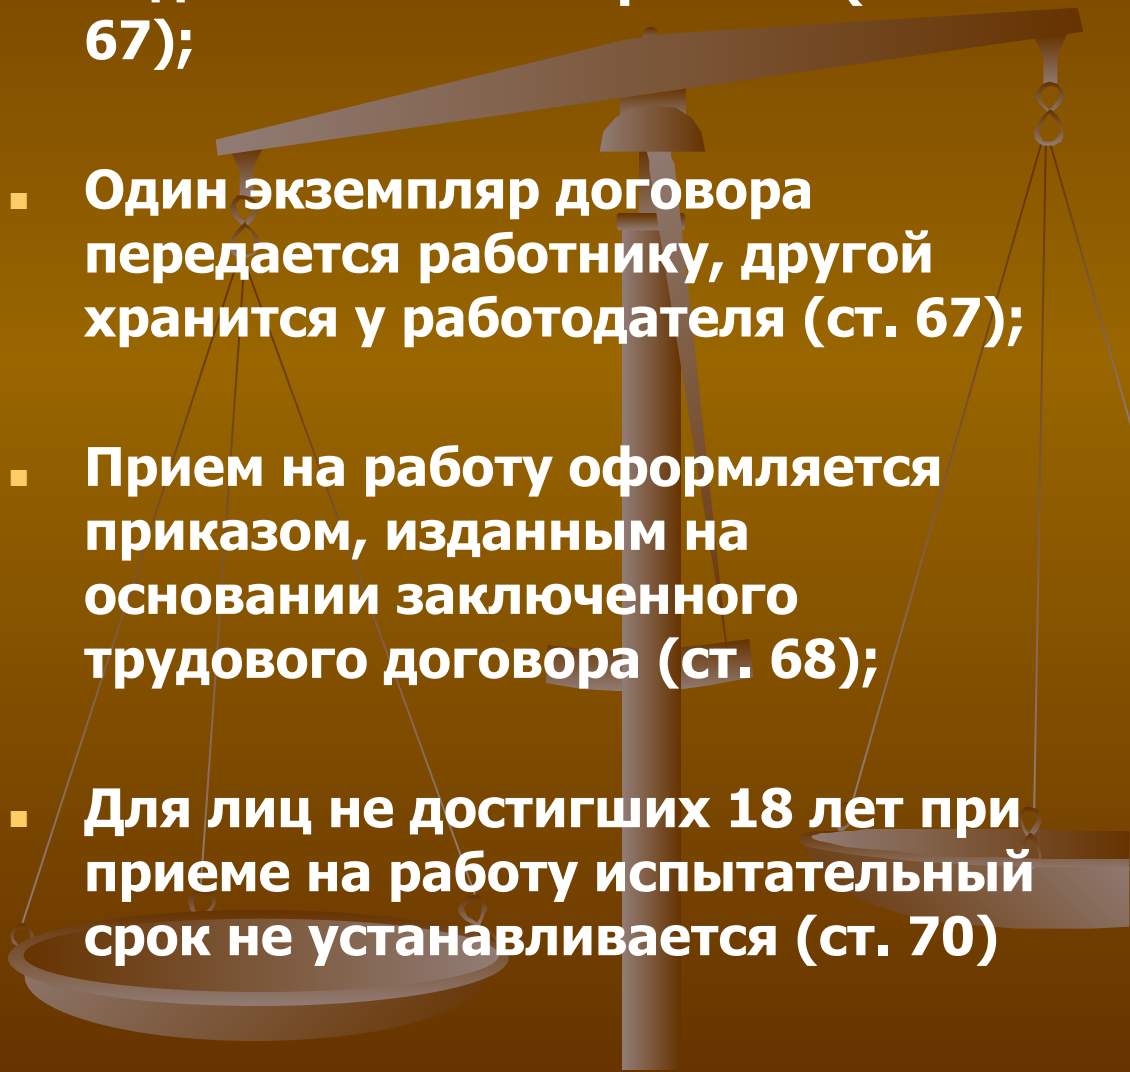 67);
Один экземпляр договора
передается работнику, другой
хранится у работодателя (ст. 67);
Прием на работу оформляется
приказом, изданным на
основании заключенного
трудового договора (ст. 68);
Для лиц не достигших 18 лет при
приеме на работу испытательный
срок не устанавливается (ст. 70)